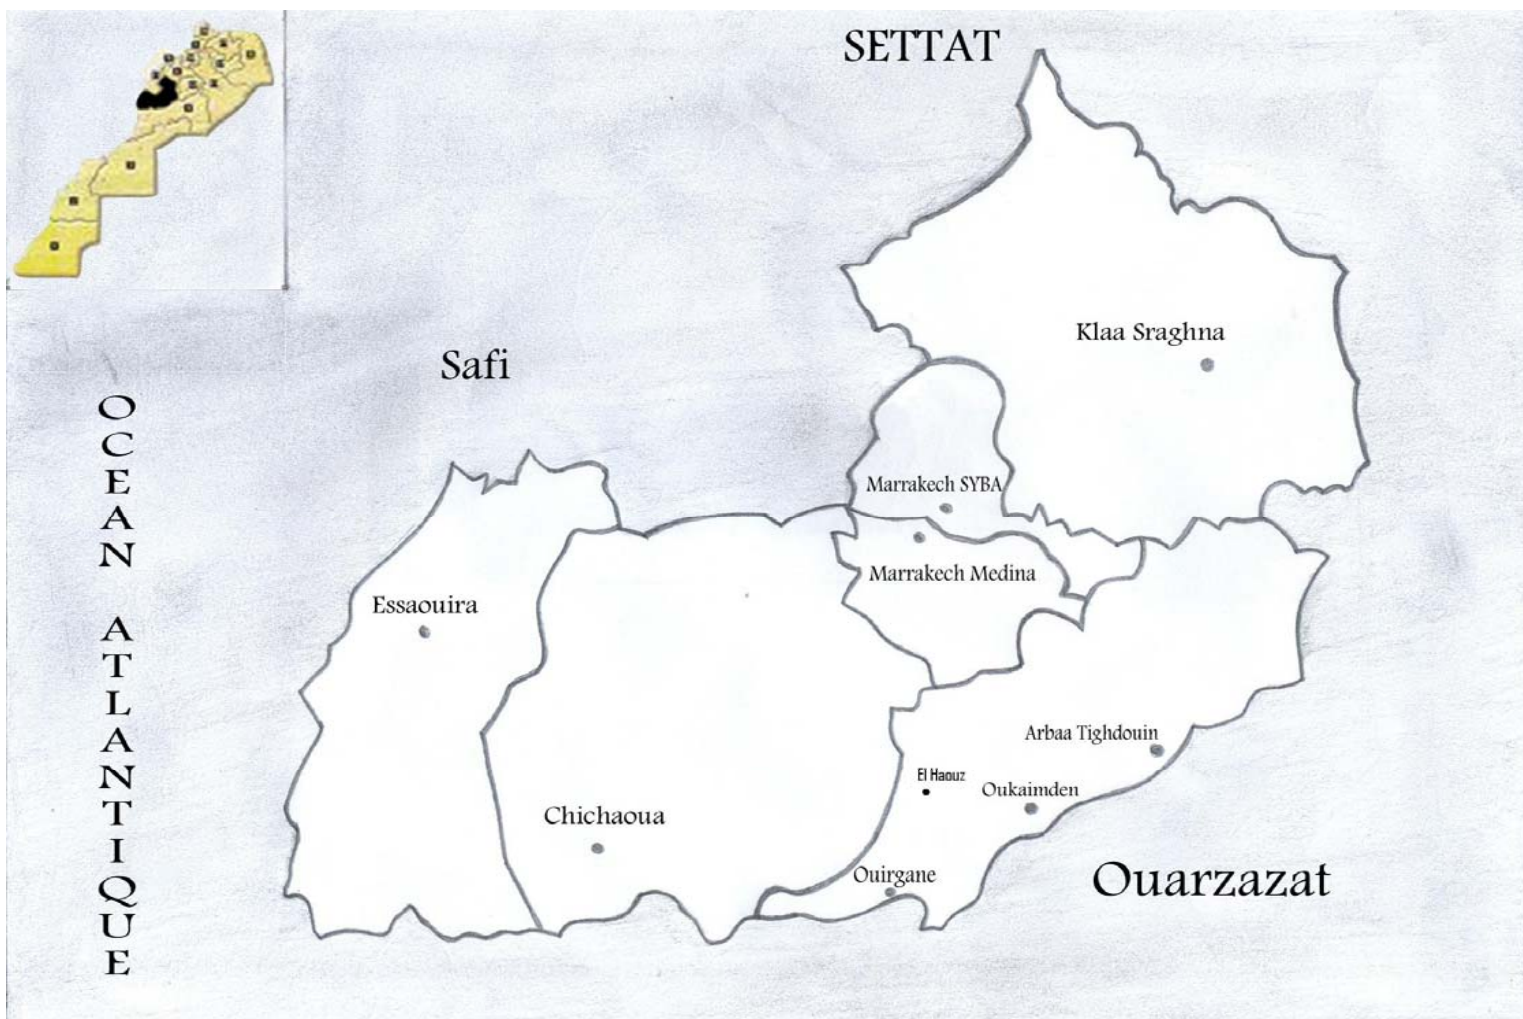 SETTAT
Klaa Sraghna
Safi
OCEAN ATLANTIQUE
Marrakech SYBA
Marrakech Medina
Essaouira
Arbaa Tighdouin
El Haouz
Oukaimden
Chichaoua
Ouirgane
Ouarzazat